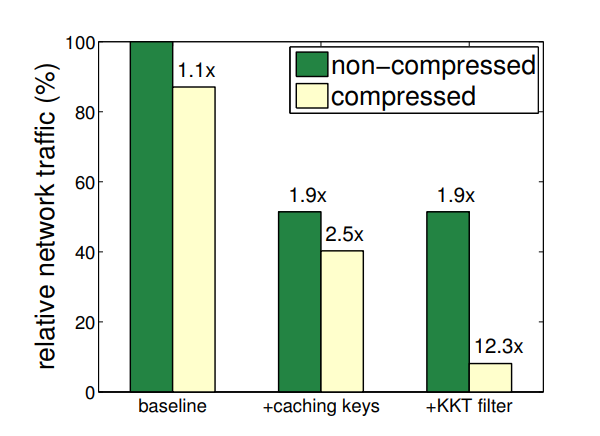 relative network traffic (%)
100
80
60
40
20
0
1.1x
1.9x
2.5x
1.9x
12.3x
non−compressed
compressed
baseline
+caching keys
+KKT filter